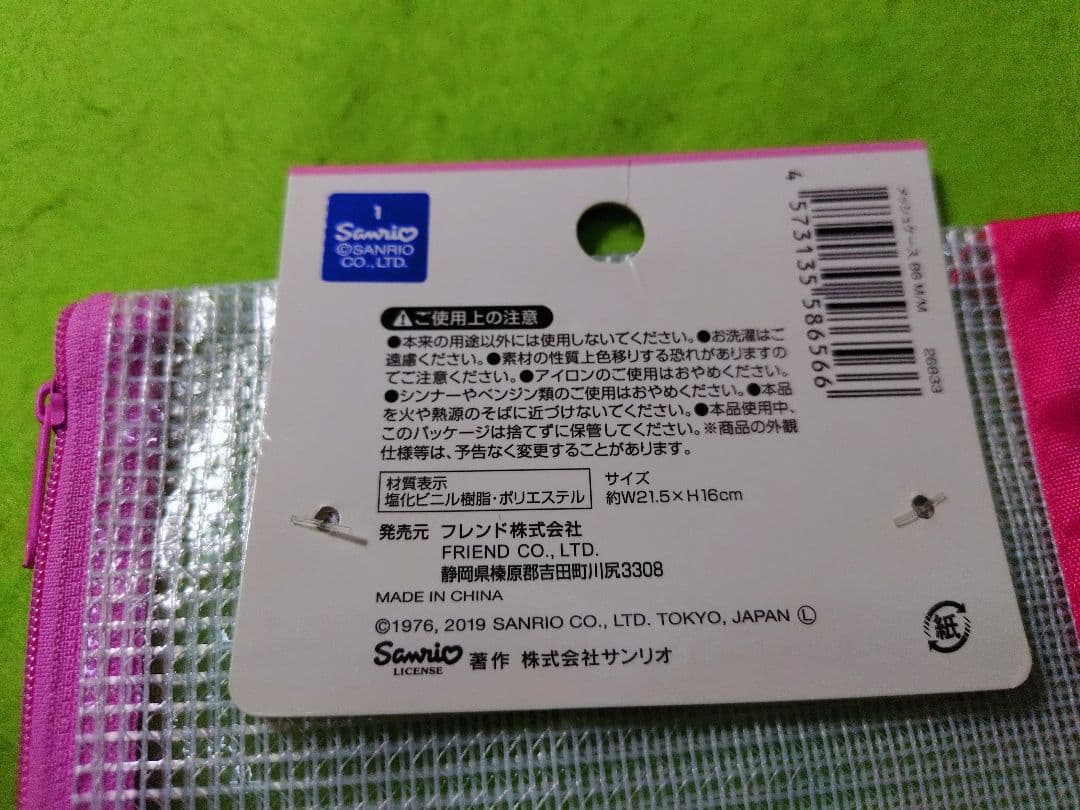 1
Sanrio
©SANRIO
CO.,LTD.
ご使用上の注意
●本来の用途以外には使用しないでください。●お洗濯はご
遠慮ください。●素材の性質上色移りする恐れがありますの
でご注意ください。●アイロンのご使用はおやめください。
●シンナーやベンジン類のご使用はおやめください。●本品
を火や熱源のそばに近づけないでください。●本品使用中、
このパッケージは捨てずに保管してください。※商品の外観
仕様等は、予告なく変更することがあります。
材質表示
塩化ビニル樹脂・ポリエステル
サイズ
約W21.5×H16cm
発売元 フレンド株式会社
FRIEND CO., LTD.
静岡県榛原郡吉田町川尻3308
MADE IN CHINA
©1976, 2019 SANRIO CO., LTD. TOKYO, JAPAN Ⓛ
Sanrio
LICENSE
著作 株式会社サンリオ
4573135586566
メッシュケース B6 M/M
26833
紙